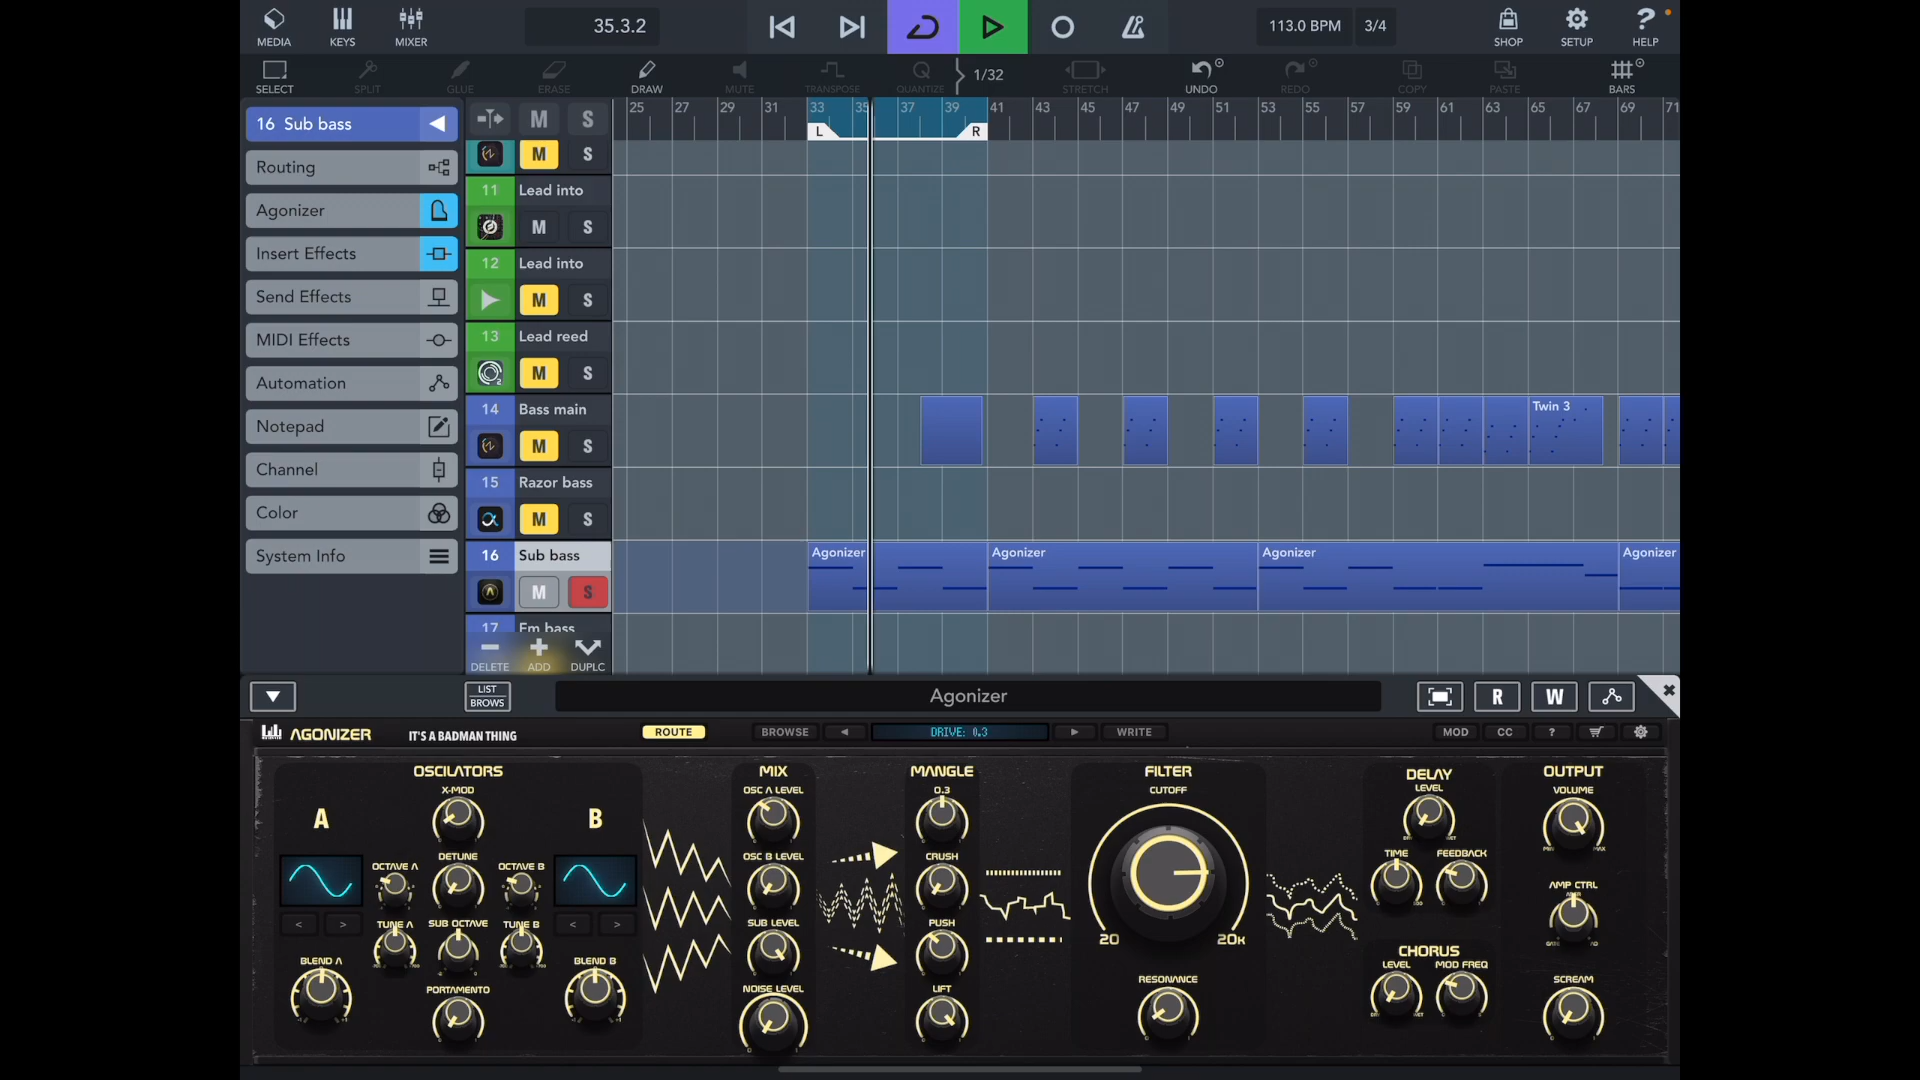 MEDIA
KEYS
MIXER
35.3.2
113.0 BPM
3/4
SHOP
SETUP
HELP
SELECT
SPLIT
GLUE
ERASE
DRAW
MUTE
TRANSPOSE
QUANTIZE
1/32
STRETCH
UNDO
REDO
COPY
PASTE
BARS
16 Sub bass
Routing
Agonizer
Insert Effects
Send Effects
MIDI Effects
Automation
Notepad
Channel
Color
System Info
M S
25 27 29 31 33 35 37 39 41 43 45 47 49 51 53 55 57 59 61 63 65 67 69 71
L R
M S
11 Lead into
M S
12 Lead into
M S
13 Lead reed
M S
14 Bass main
M S
Twin 3
15 Razor bass
M S
16 Sub bass
M S
Agonizer Agonizer Agonizer Agonizer
17 Fm bass
DELETE ADD DUPLC
LIST
BROWS
Agonizer
R W
AGONIZER
IT'S A BADMAN THING
ROUTE
BROWSE
DRIVE: 0.3
WRITE
MOD
CC
?
OSCILATORS
X-MOD
A
B
OCTAVE A
DETUNE
OCTAVE B
< >
< >
TUNE A
SUB OCTAVE
TUNE B
BLEND A
BLEND B
PORTAMENTO
MIX
OSC A LEVEL
OSC B LEVEL
SUB LEVEL
NOISE LEVEL
MANGLE
0.3
CRUSH
PUSH
LIFT
FILTER
CUTOFF
20 20K
RESONANCE
DELAY
LEVEL
TIME
FEEDBACK
CHORUS
LEVEL
MOD FREQ
OUTPUT
VOLUME
MIN MAX
AMP CTRL
SCREAM